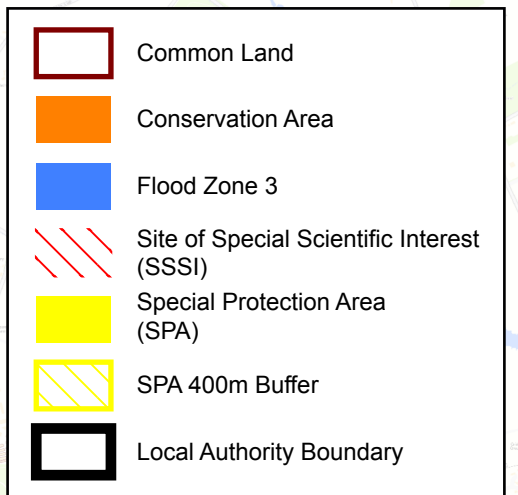 Common Land
Conservation Area
Flood Zone 3
Site of Special Scientific Interest
(SSSI)
Special Protection Area
(SPA)
SPA 400m Buffer
Local Authority Boundary